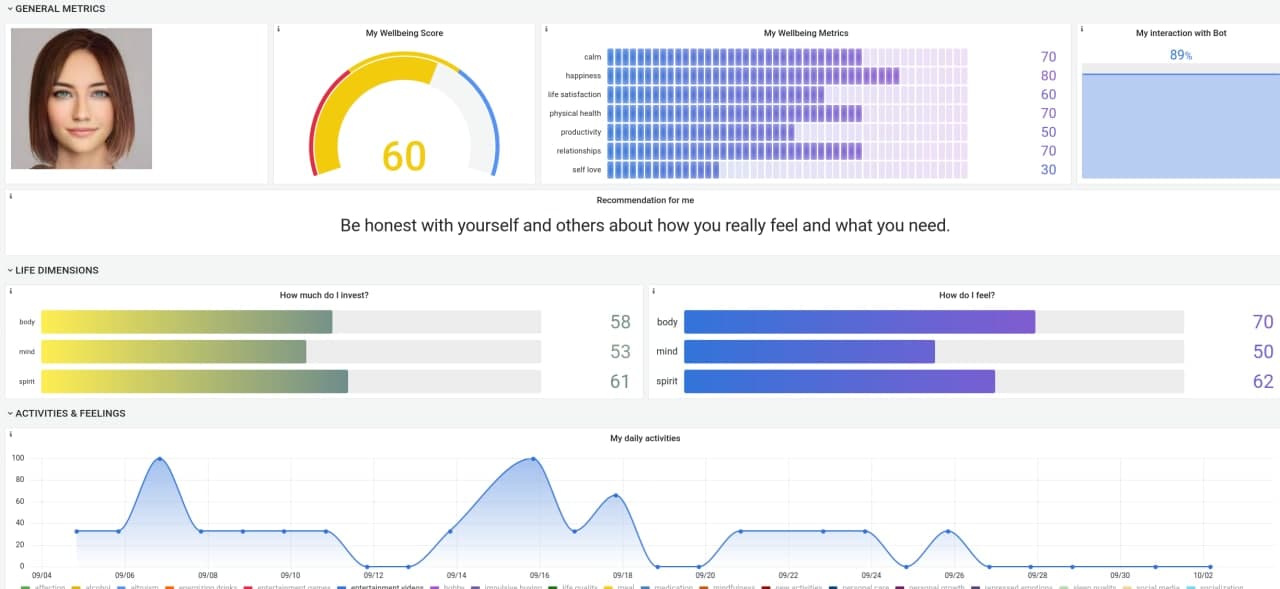 GENERAL METRICS
My Wellbeing Score
60
My Wellbeing Metrics
calm 70
happiness 80
life satisfaction 60
physical health 70
productivity 50
relationships 70
self love 30
My interaction with Bot
89%
Recommendation for me
Be honest with yourself and others about how you really feel and what you need.
LIFE DIMENSIONS
How much do I invest?
body 58
mind 53
spirit 61
How do I feel?
body 70
mind 50
spirit 62
ACTIVITIES & FEELINGS
My daily activities
100
80
60
40
20
0
09/04 09/06 09/08 09/10 09/12 09/14 09/16 09/18 09/20 09/22 09/24 09/26 09/28 09/30 10/02
affection alcohol altruism energizing drinks entertainment games entertainment videos hobby impulsive buying life quality meal medication mindfulness new activities personal care personal growth repressed emotions sleep quality social media socialization